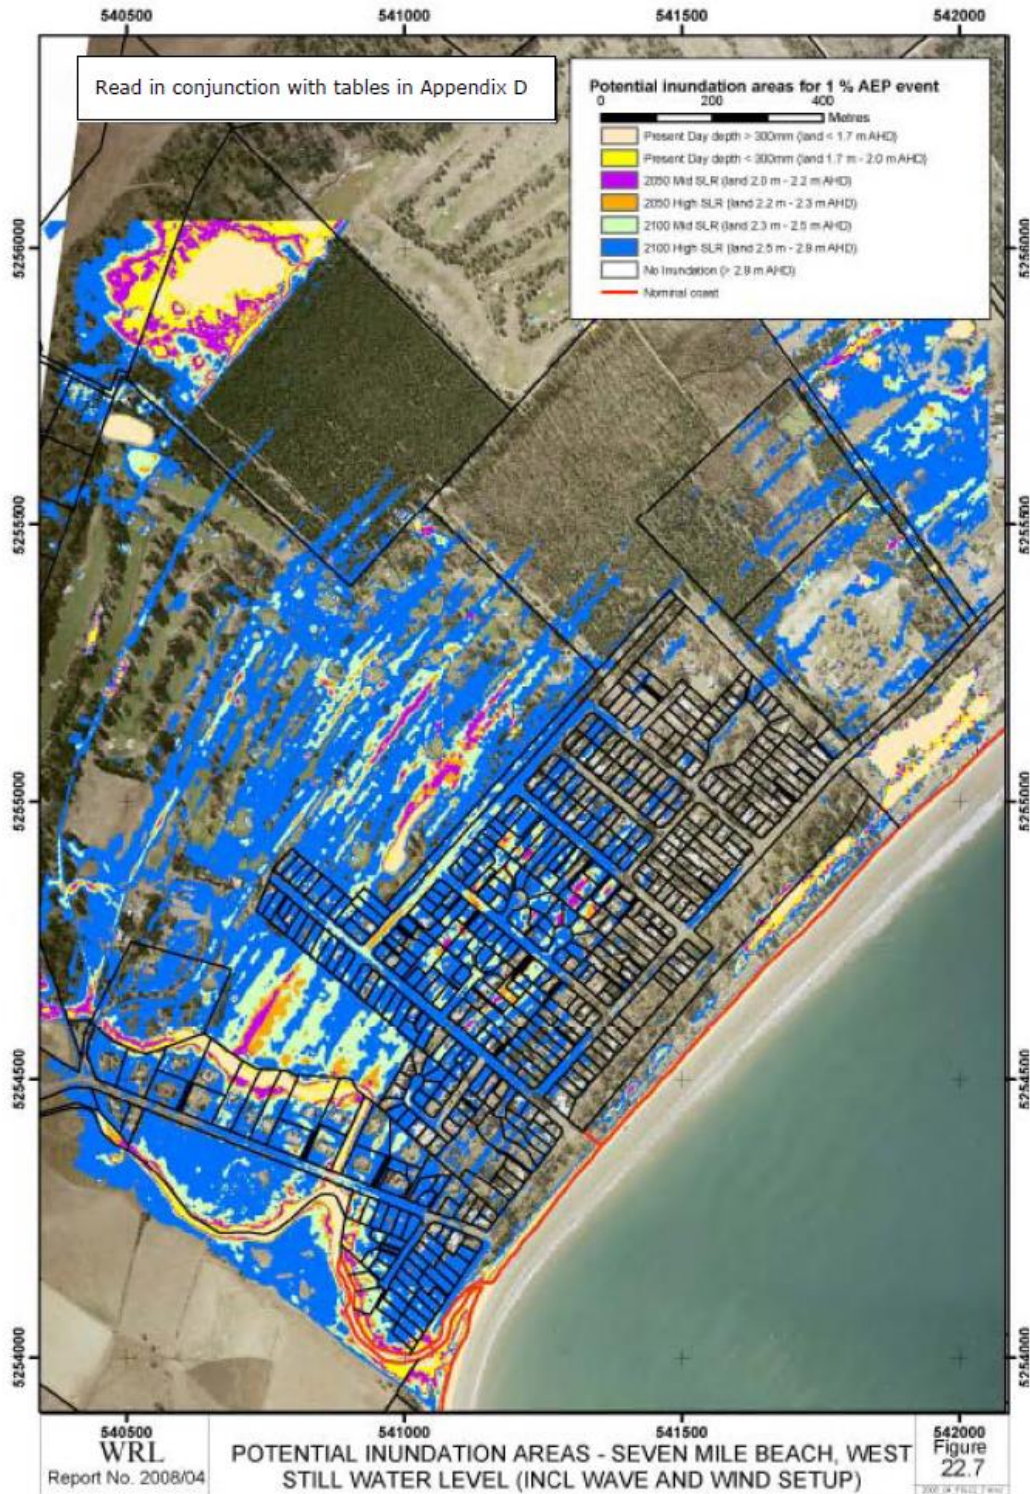 540500 541000 541500 542000
Read in conjunction with tables in Appendix D
Potential inundation areas for 1 % AEP event
0 200 400
Metres
Present Day depth > 300mm (land < 1.7 m AHD)
Present Day depth < 300mm (land 1.7 m - 2.0 m AHD)
2050 Mid SLR (land 2.0 m - 2.2 m AHD)
2050 High SLR (land 2.2 m - 2.3 m AHD)
2100 Mid SLR (land 2.3 m - 2.5 m AHD)
2100 High SLR (land 2.5 m - 2.9 m AHD)
No Inundation (> 2.9 m AHD)
Nominal coast
5256000 5256000
5255500 5255500
5255000 5255000
5254500 5254500
5254000 5254000
540500 541000 541500 542000
WRL
Report No. 2008/04
POTENTIAL INUNDATION AREAS - SEVEN MILE BEACH, WEST
STILL WATER LEVEL (INCL WAVE AND WIND SETUP)
Figure
22.7